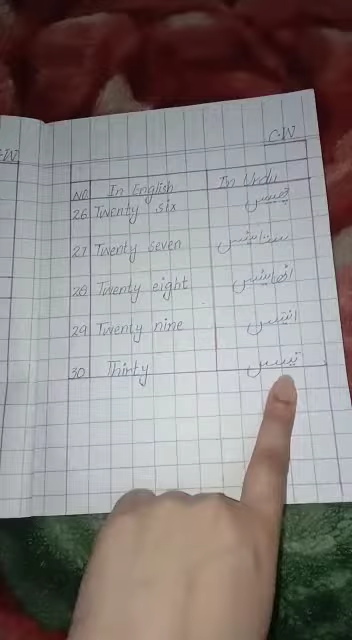 C.W
No. In English In Urdu
26 Twenty six چھبیس
27 Twenty seven ستائیس
28 Twenty eight اٹھائیس
29 Twenty nine انتیس
30 Thirty تیس